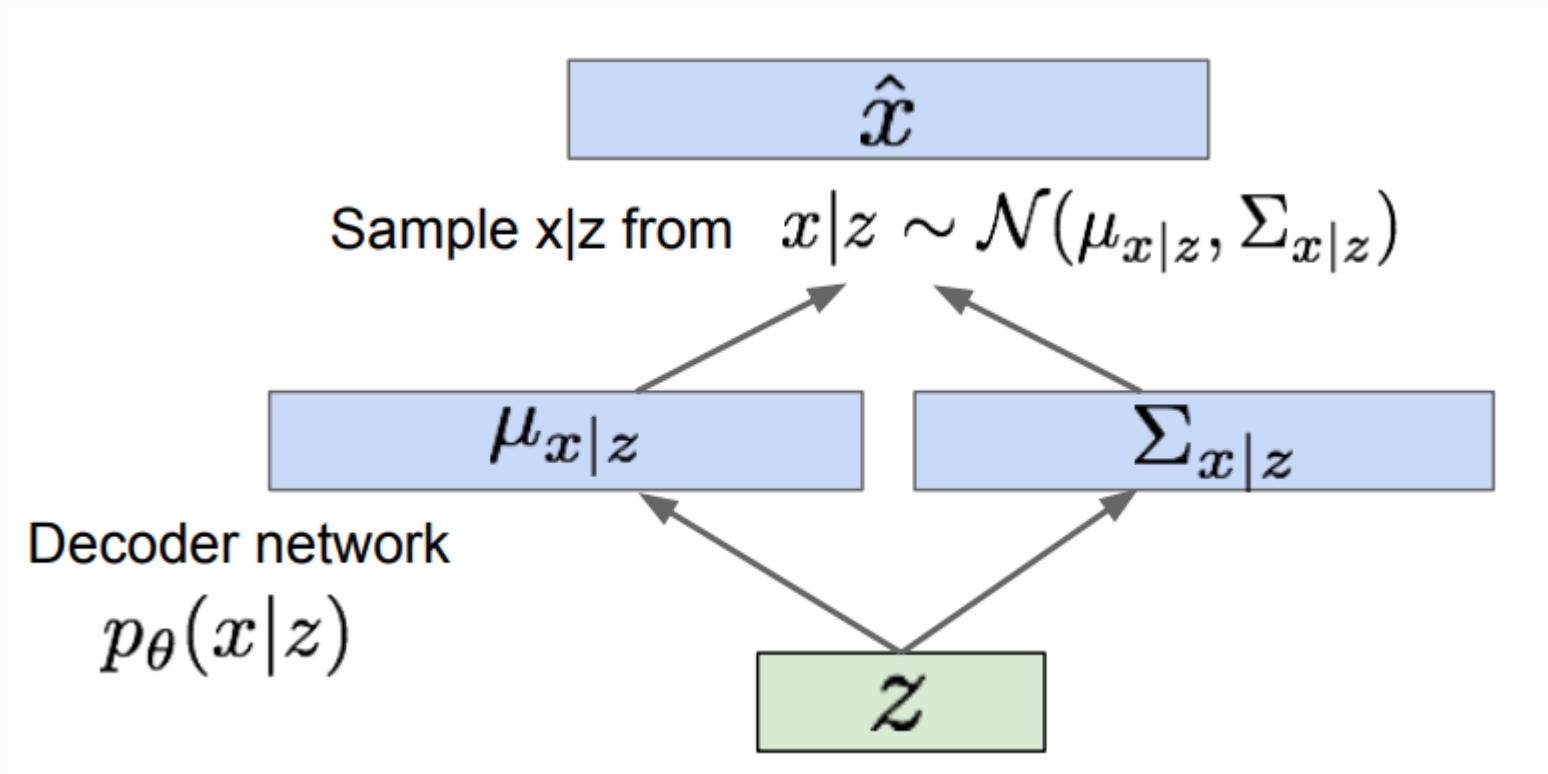 x̂
Sample x|z from x|z ∼ 𝒩(μ_{x|z}, Σ_{x|z})
μ_{x|z}
Σ_{x|z}
Decoder network
p_θ(x|z)
z